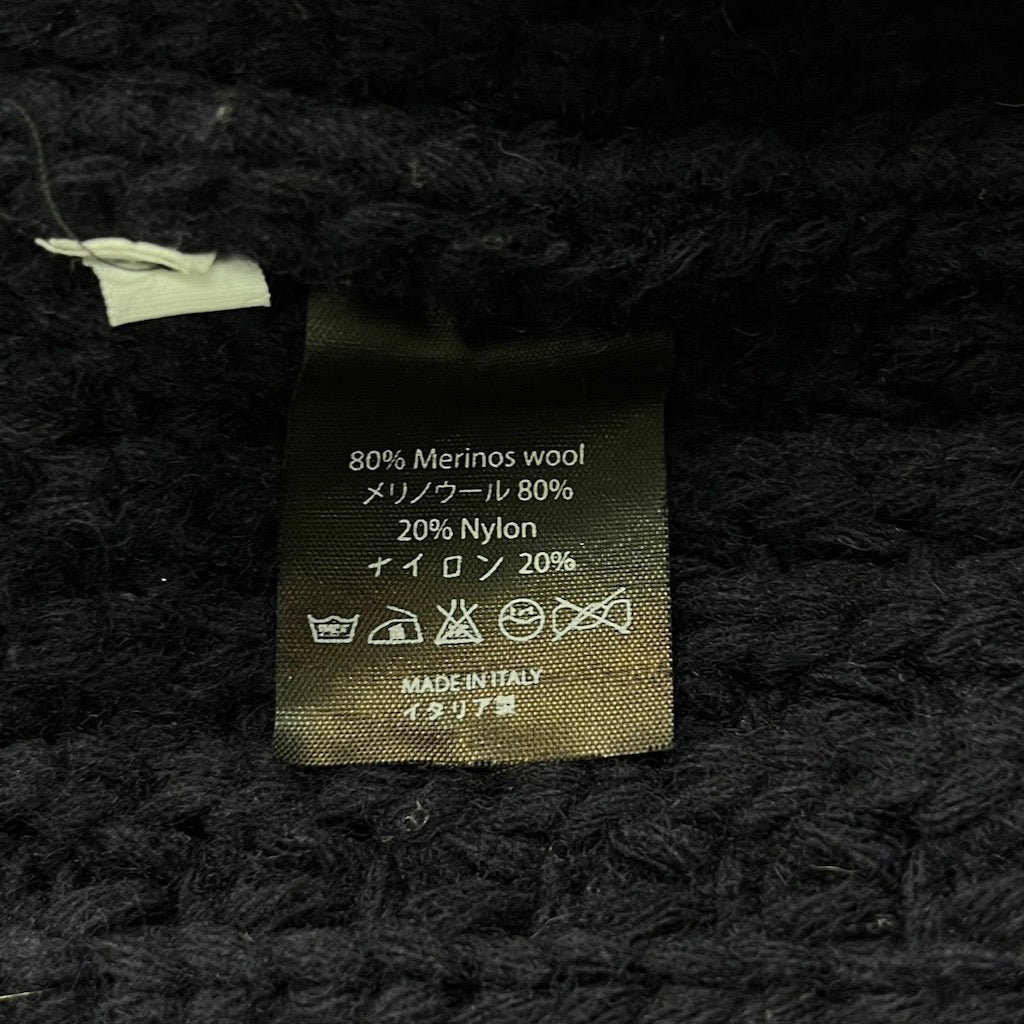 80% Merinos wool
メリノウール 80%
20% Nylon
ナイロン 20%
MADE IN ITALY
イタリア製